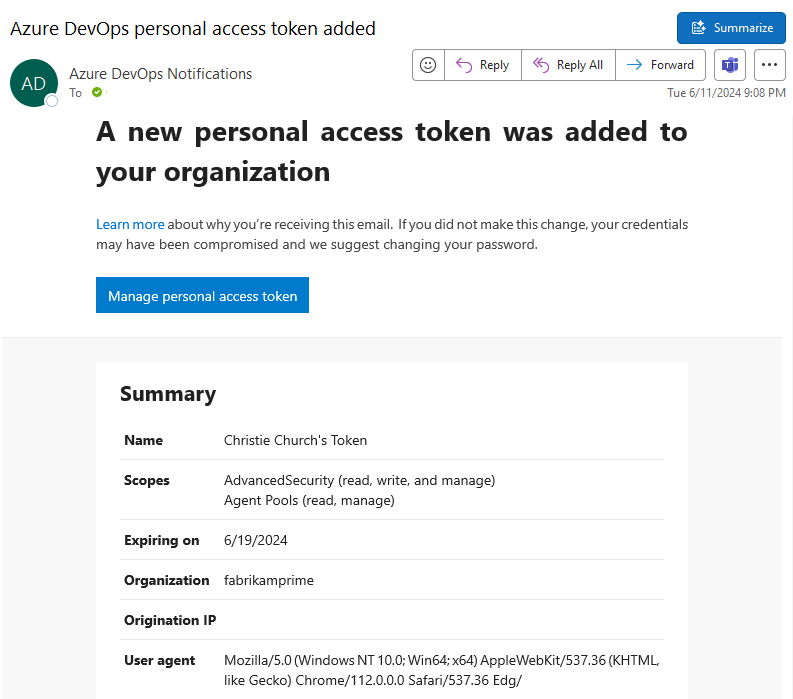 Azure DevOps personal access token added
Summarize
AD
Azure DevOps Notifications
Reply
Reply All
Forward
To
Tue 6/11/2024 9:08 PM
A new personal access token was added to
your organization
Learn more about why you're receiving this email. If you did not make this change, your credentials
may have been compromised and we suggest changing your password.
Manage personal access token
Summary
Name Christie Church's Token
Scopes AdvancedSecurity (read, write, and manage)
Agent Pools (read, manage)
Expiring on 6/19/2024
Organization fabrikamprime
Origination IP
User agent Mozilla/5.0 (Windows NT 10.0; Win64; x64) AppleWebKit/537.36 (KHTML,
like Gecko) Chrome/112.0.0.0 Safari/537.36 Edg/